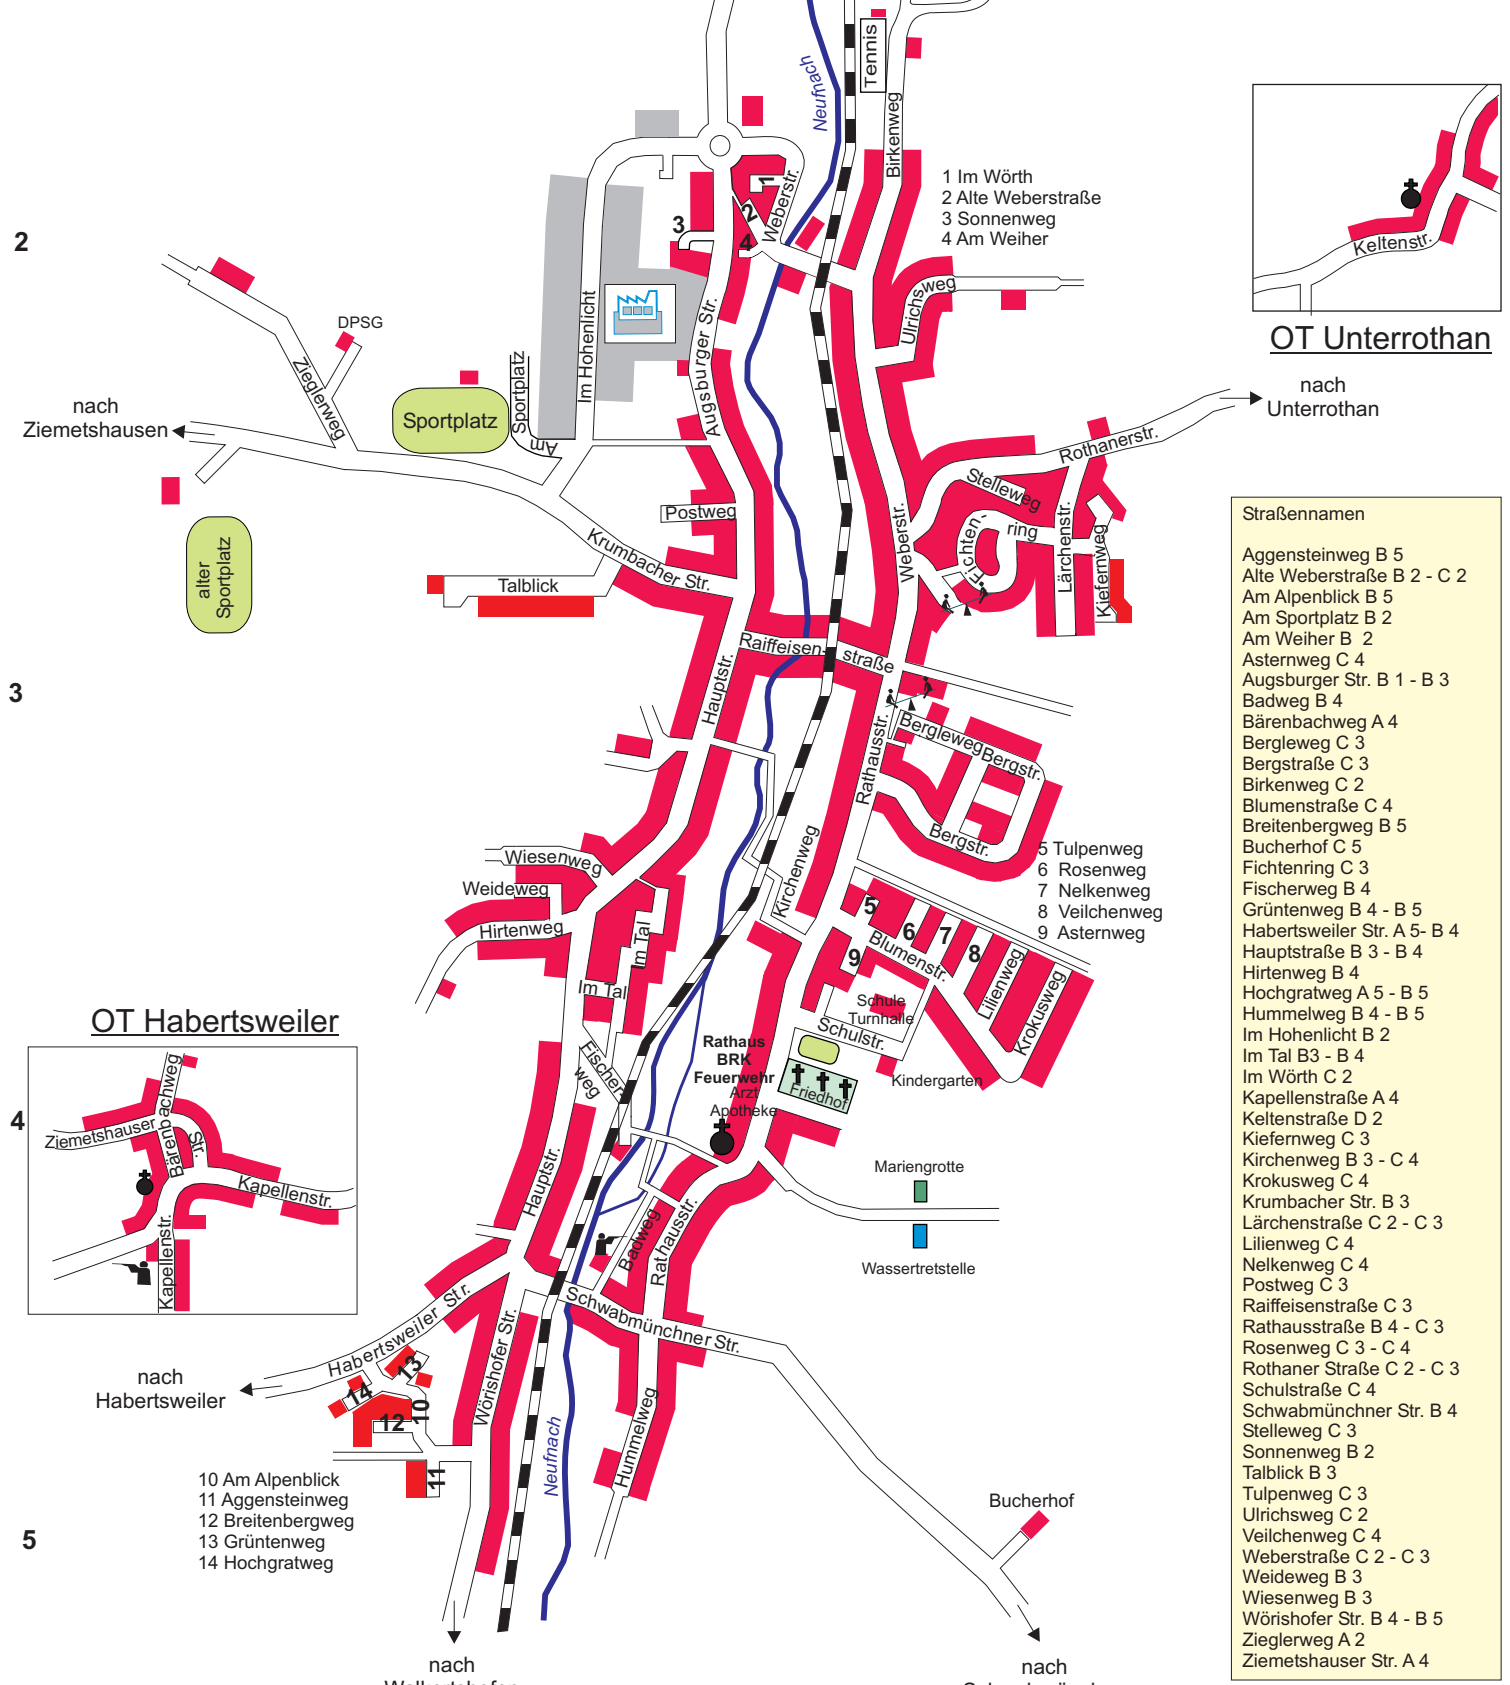 Neufnach
Tennis
Birkenweg
1 Im Wörth
2 Alte Weberstraße
3 Sonnenweg
4 Am Weiher
1
2
3
4
Weberstr.
2
Keltenstr.
OT Unterrothan
Ulrichsweg
DPSG
Zieglerweg
Im Hohenlicht
Augsburger Str.
Sportplatz
Am Sportplatz
nach
Ziemetshausen
nach
Unterrothan
Rothanerstr.
Stelleweg
Fichten-
ring
Lärchenstr.
Kiefernweg
Weberstr.
Postweg
Krumbacher Str.
Talblick
alter
Sportplatz
Raiffeisen-
straße
3
Hauptstr.
Rathausstr.
Bergleweg
Bergstr.
Bergstr.
5 Tulpenweg
6 Rosenweg
7 Nelkenweg
8 Veilchenweg
9 Asternweg
Wiesenweg
Weideweg
Hirtenweg
Kirchenweg
Im Tal
Im Tal
5
6
7
8
9
Blumenstr.
Lilienweg
Krokusweg
Schule
Turnhalle
Schulstr.
Kindergarten
Friedhof
Rathaus
BRK
Feuerwehr
Arzt
Apotheke
Fischer-
weg
OT Habertsweiler
4
Ziemetshauser
Str.
Bärenbachweg
Kapellenstr.
Kapellenstr.
Hauptstr.
Mariengrotte
Wassertretstelle
Badweg
Rathausstr.
Schwabmünchner Str.
Habertsweiler Str.
nach
Habertsweiler
Wörishofer Str.
13
14
10
12
11
Hummelweg
Neufnach
10 Am Alpenblick
11 Aggensteinweg
12 Breitenbergweg
13 Grüntenweg
14 Hochgratweg
5
Bucherhof
nach
nach
Straßennamen
Aggensteinweg B 5
Alte Weberstraße B 2 - C 2
Am Alpenblick B 5
Am Sportplatz B 2
Am Weiher B 2
Asternweg C 4
Augsburger Str. B 1 - B 3
Badweg B 4
Bärenbachweg A 4
Bergleweg C 3
Bergstraße C 3
Birkenweg C 2
Blumenstraße C 4
Breitenbergweg B 5
Bucherhof C 5
Fichtenring C 3
Fischerweg B 4
Grüntenweg B 4 - B 5
Habertsweiler Str. A 5- B 4
Hauptstraße B 3 - B 4
Hirtenweg B 4
Hochgratweg A 5 - B 5
Hummelweg B 4 - B 5
Im Hohenlicht B 2
Im Tal B3 - B 4
Im Wörth C 2
Kapellenstraße A 4
Keltenstraße D 2
Kiefernweg C 3
Kirchenweg B 3 - C 4
Krokusweg C 4
Krumbacher Str. B 3
Lärchenstraße C 2 - C 3
Lilienweg C 4
Nelkenweg C 4
Postweg C 3
Raiffeisenstraße C 3
Rathausstraße B 4 - C 3
Rosenweg C 3 - C 4
Rothaner Straße C 2 - C 3
Schulstraße C 4
Schwabmünchner Str. B 4
Stelleweg C 3
Sonnenweg B 2
Talblick B 3
Tulpenweg C 3
Ulrichsweg C 2
Veilchenweg C 4
Weberstraße C 2 - C 3
Weideweg B 3
Wiesenweg B 3
Wörishofer Str. B 4 - B 5
Zieglerweg A 2
Ziemetshauser Str. A 4